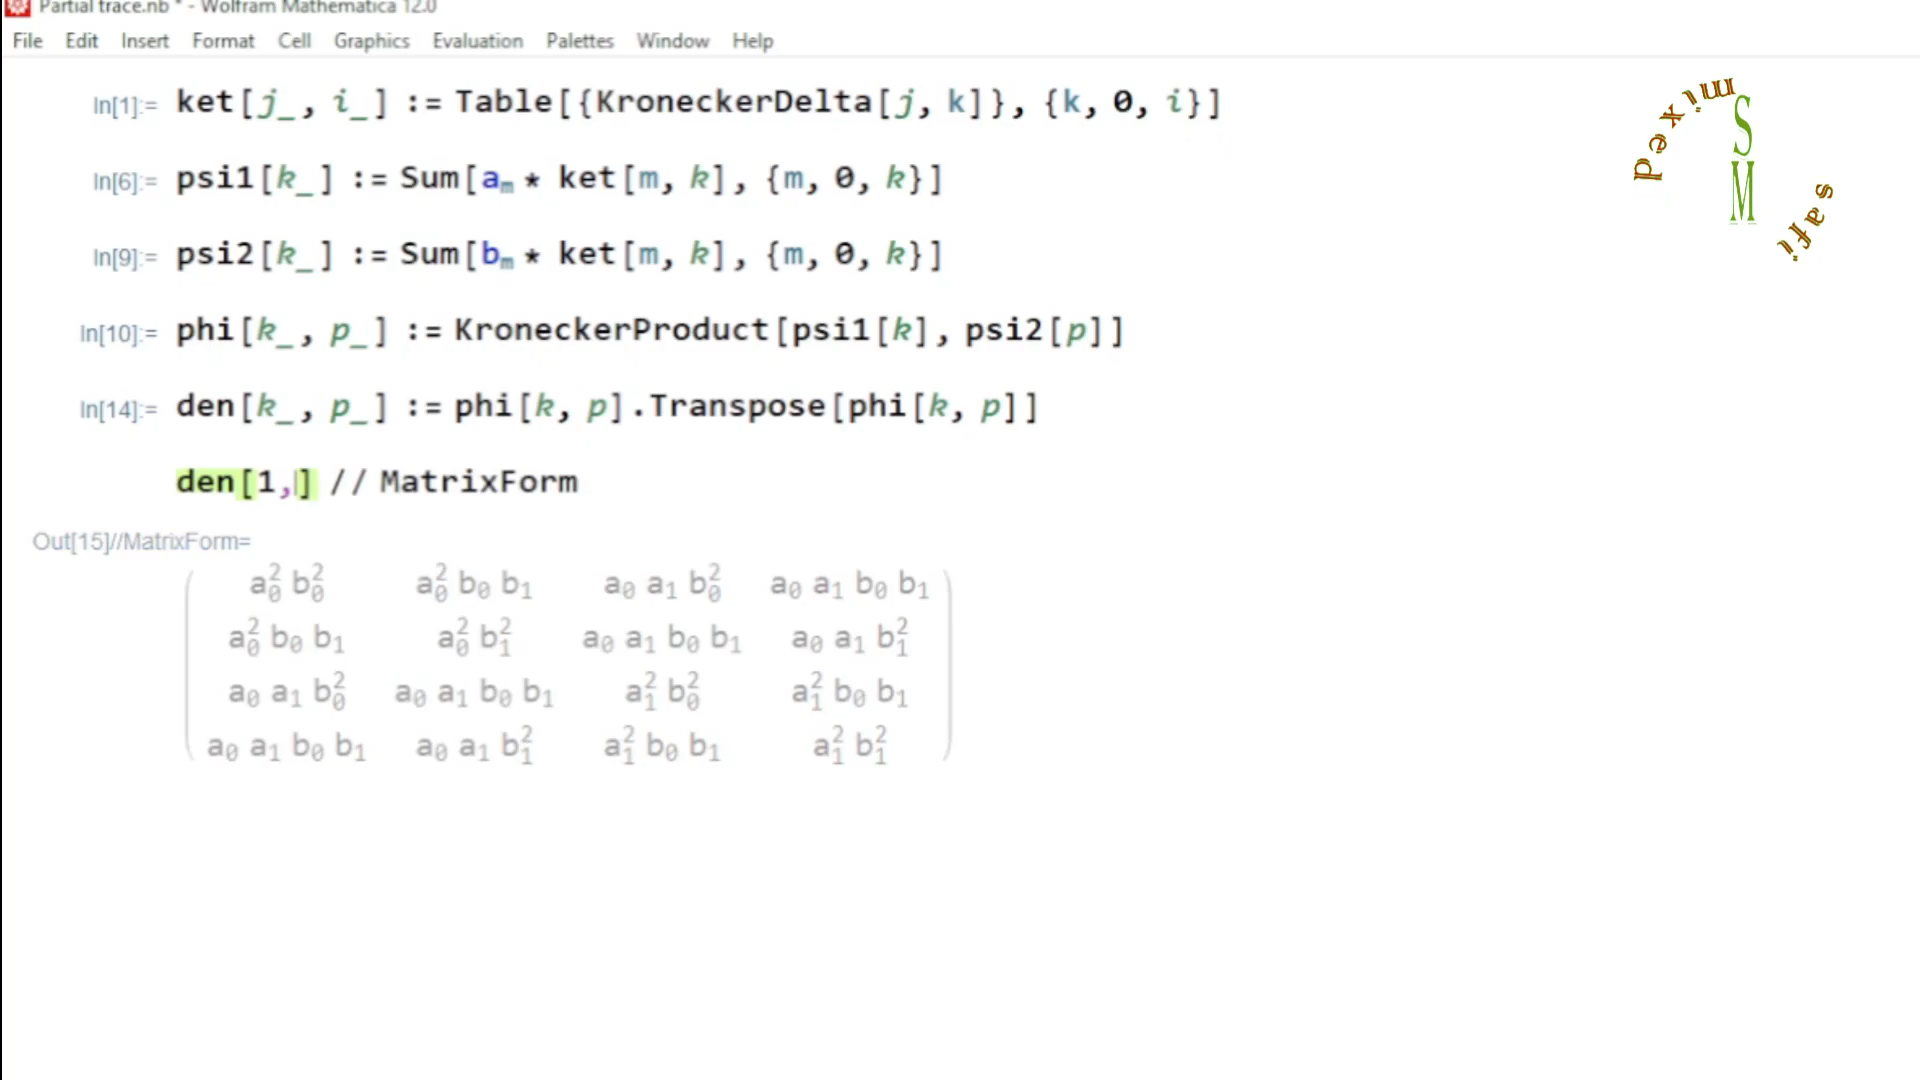 Partial trace.nb * - Wolfram Mathematica 12.0
File Edit Insert Format Cell Graphics Evaluation Palettes Window Help
In[1]:= ket[j_, i_] := Table[{KroneckerDelta[j, k]}, {k, 0, i}]
In[6]:= psi1[k_] := Sum[aₘ * ket[m, k], {m, 0, k}]
In[9]:= psi2[k_] := Sum[bₘ * ket[m, k], {m, 0, k}]
In[10]:= phi[k_, p_] := KroneckerProduct[psi1[k], psi2[p]]
In[14]:= den[k_, p_] := phi[k, p].Transpose[phi[k, p]]
den[1,] // MatrixForm
Out[15]//MatrixForm=
a₀² b₀² a₀² b₀ b₁ a₀ a₁ b₀² a₀ a₁ b₀ b₁
a₀² b₀ b₁ a₀² b₁² a₀ a₁ b₀ b₁ a₀ a₁ b₁²
a₀ a₁ b₀² a₀ a₁ b₀ b₁ a₁² b₀² a₁² b₀ b₁
a₀ a₁ b₀ b₁ a₀ a₁ b₁² a₁² b₀ b₁ a₁² b₁²
S
M
safi